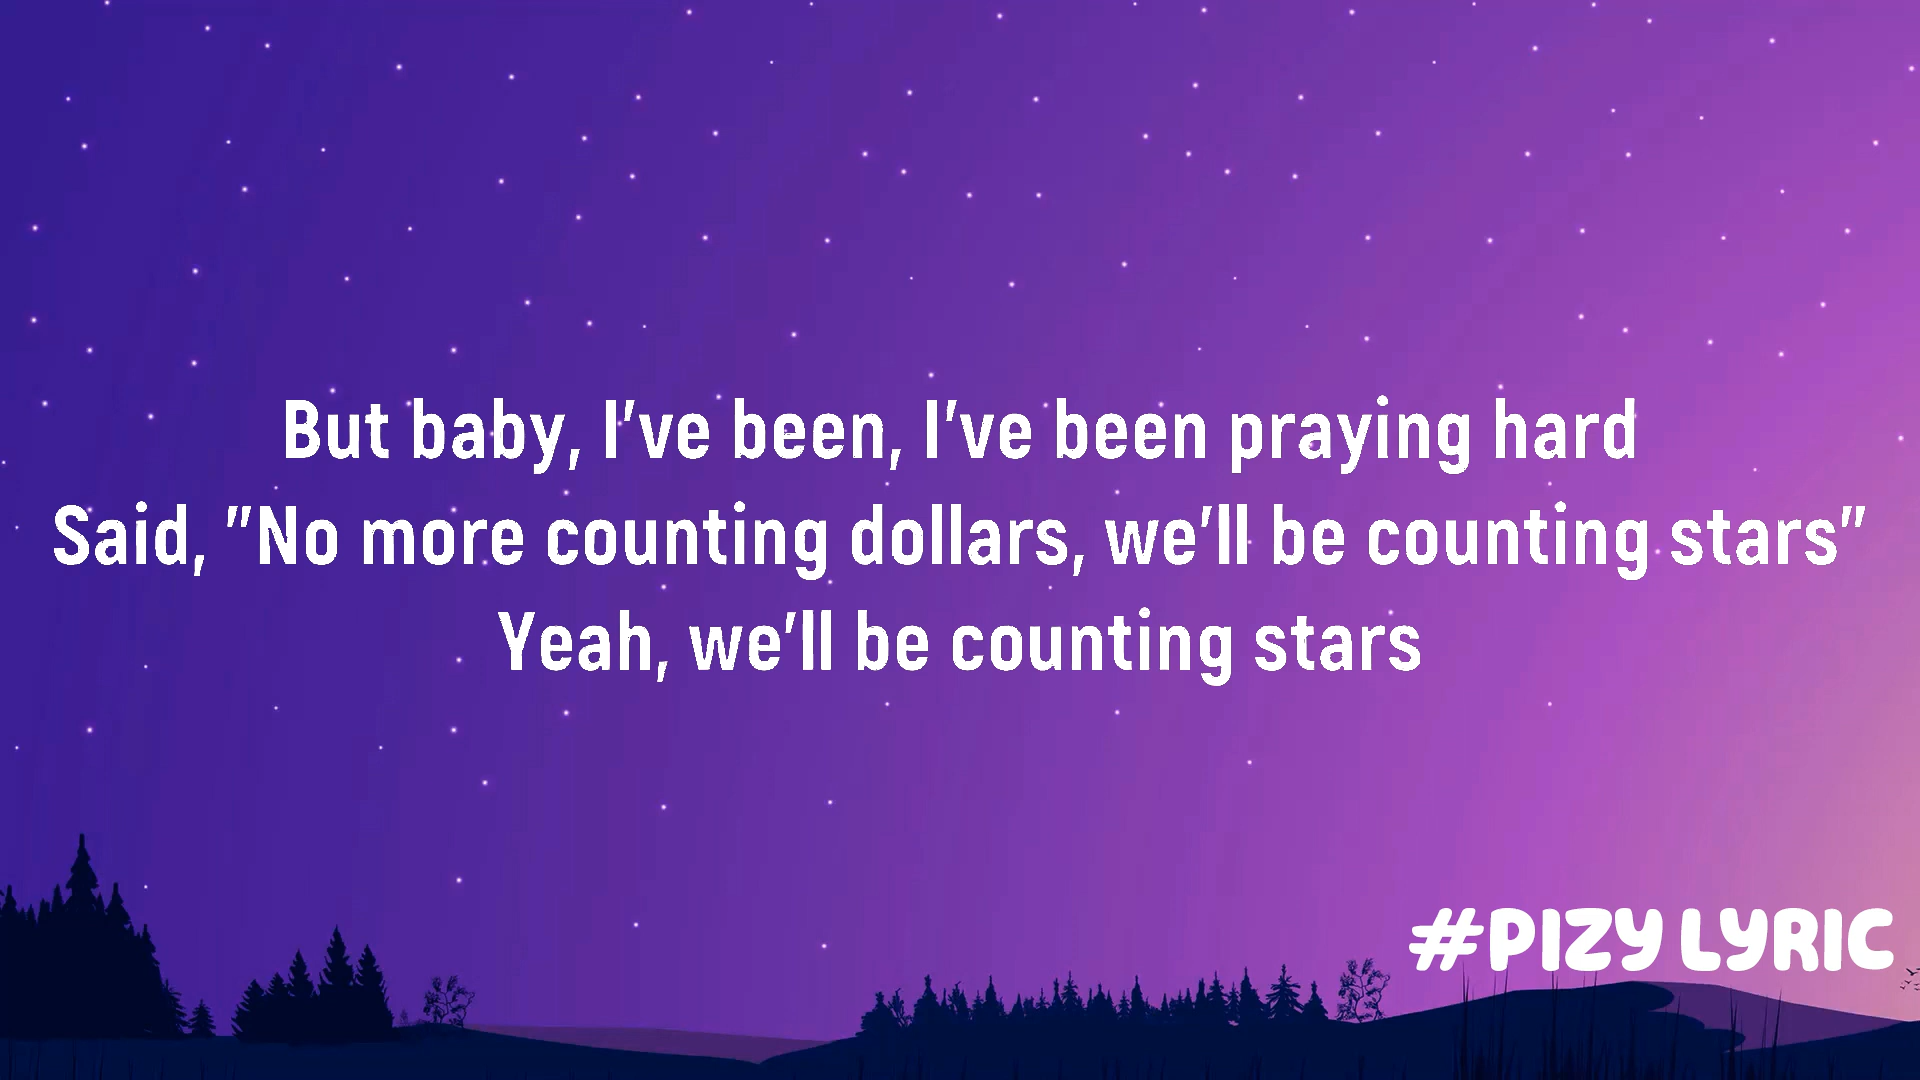 But baby, I've been, I've been praying hard
Said, "No more counting dollars, we'll be counting stars"
Yeah, we'll be counting stars
#PIZY LYRIC